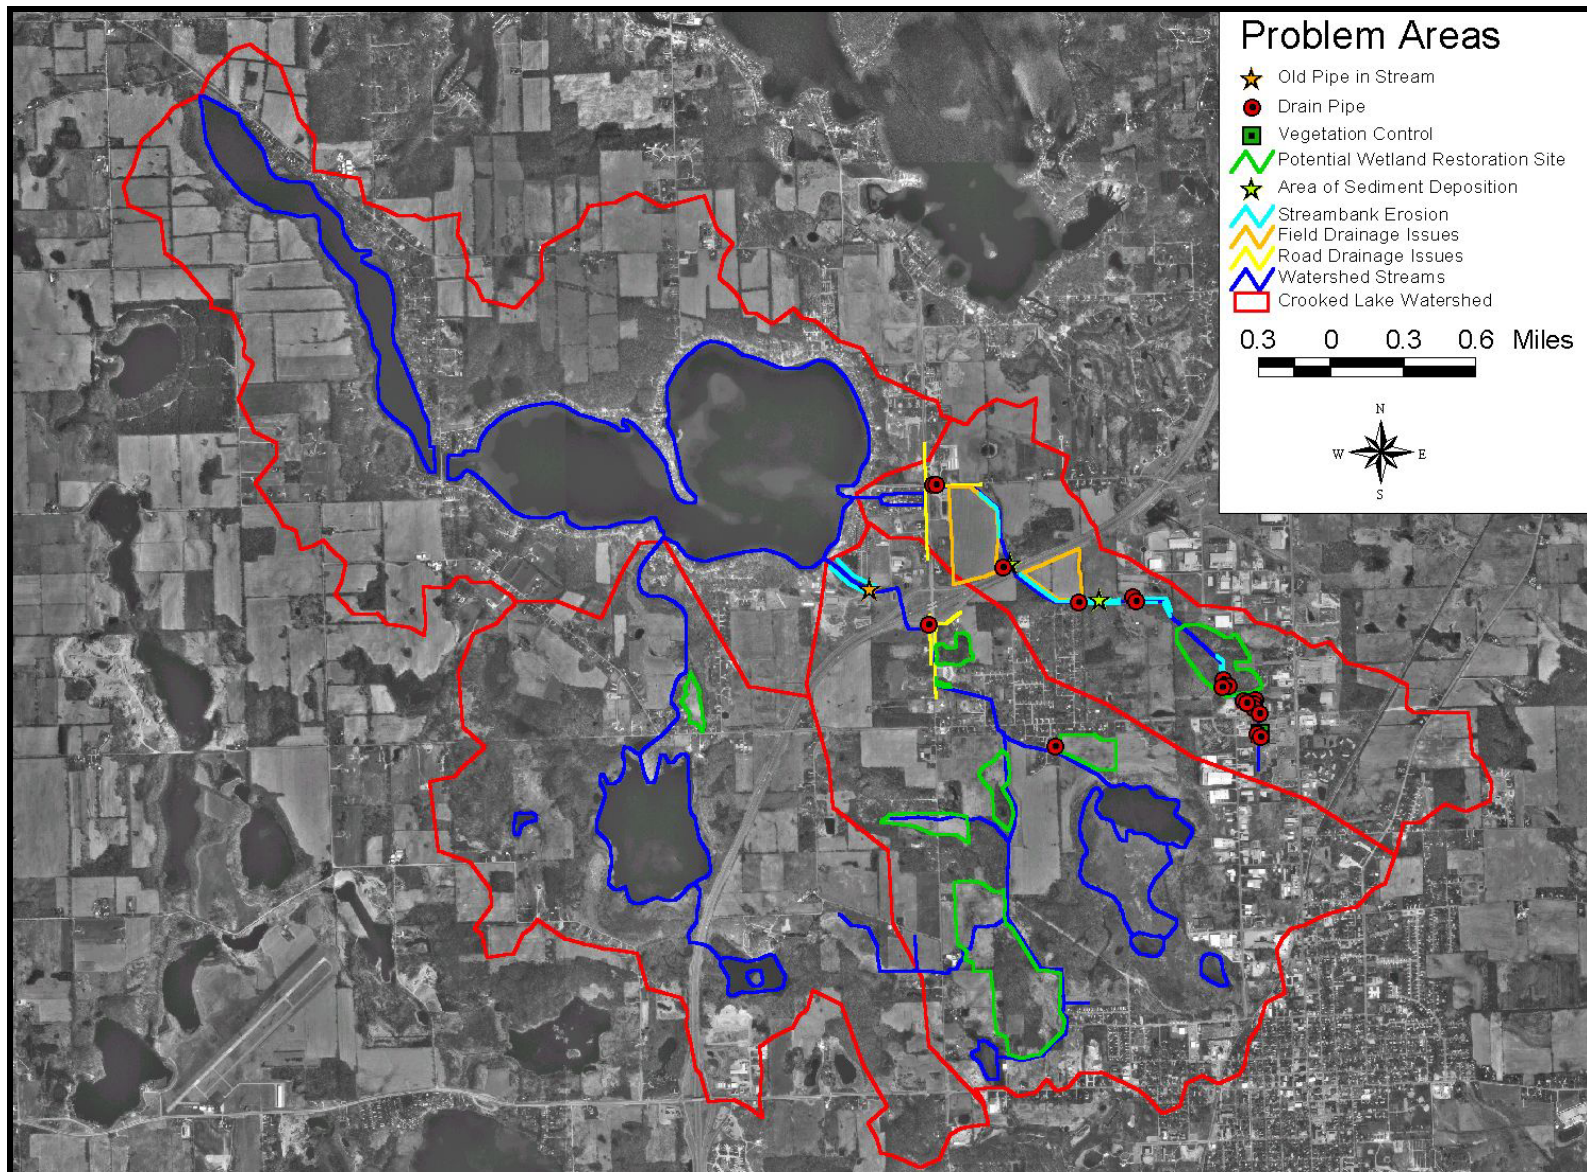 Problem Areas
Old Pipe in Stream
Drain Pipe
Vegetation Control
Potential Wetland Restoration Site
Area of Sediment Deposition
Streambank Erosion
Field Drainage Issues
Road Drainage Issues
Watershed Streams
Crooked Lake Watershed
0.3 0 0.3 0.6 Miles
N
W E
S